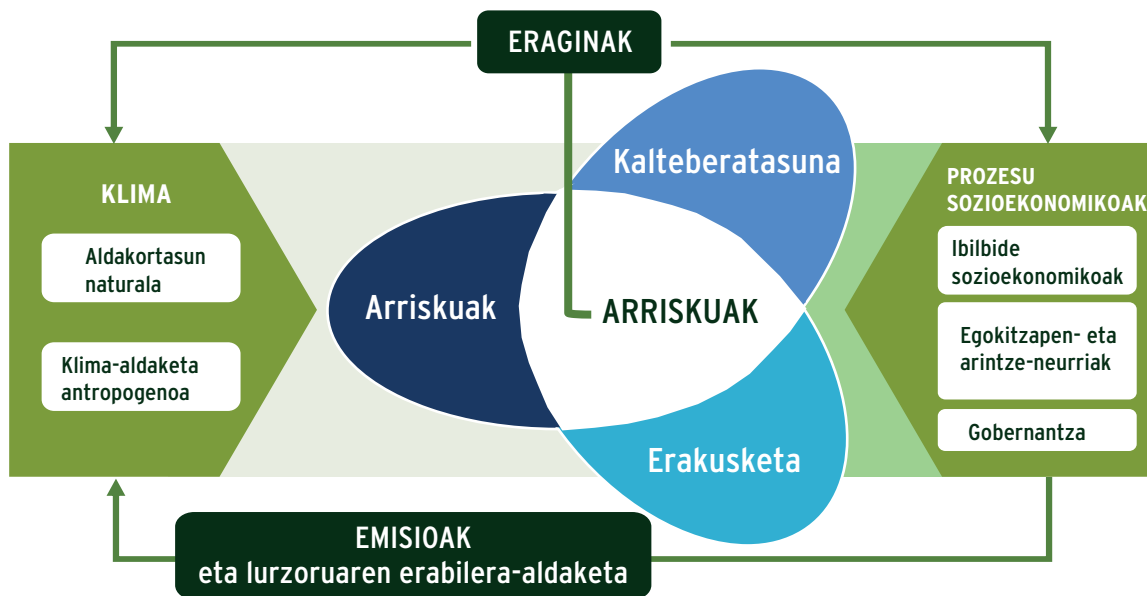 ERAGINAK
KLIMA
Aldakortasun
naturala
Klima-aldaketa
antropogenoa
Arriskuak
Kalteberatasuna
ARRISKUAK
Erakusketa
PROZESU
SOZIOEKONOMIKOAK
Ibilbide
sozioekonomikoak
Egokitzapen- eta
arintze-neurriak
Gobernantza
EMISIOAK
eta lurzoruaren erabilera-aldaketa